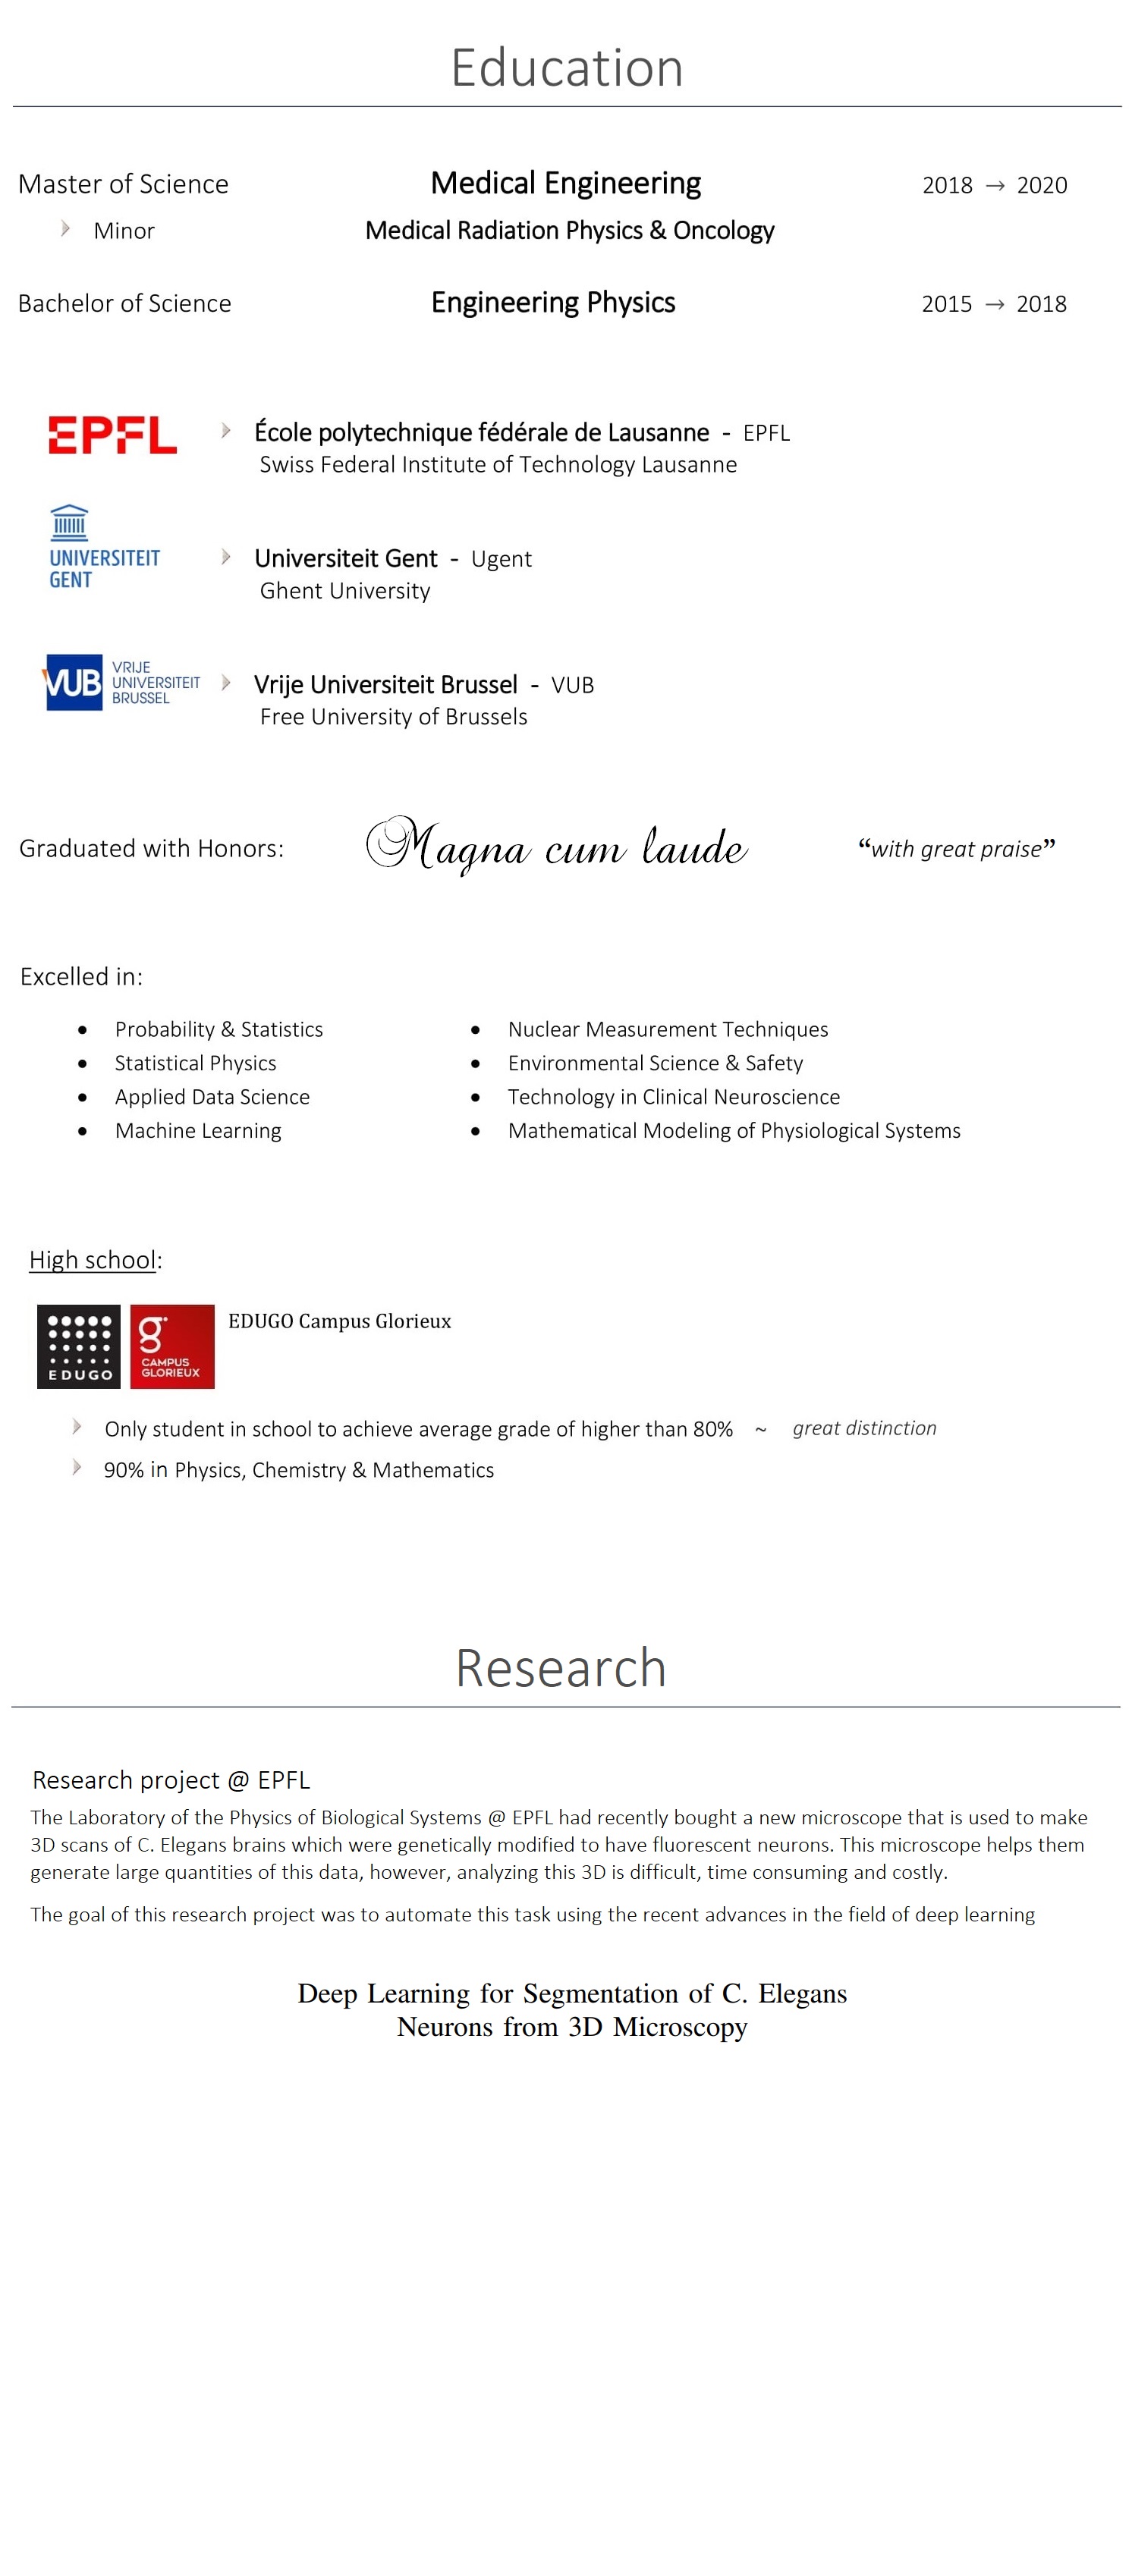 Education
Master of Science Medical Engineering 2018 → 2020
Minor Medical Radiation Physics & Oncology
Bachelor of Science Engineering Physics 2015 → 2018
EPFL École polytechnique fédérale de Lausanne - EPFL
Swiss Federal Institute of Technology Lausanne
UNIVERSITEIT
GENT
Universiteit Gent - Ugent
Ghent University
VUB
VRIJE
UNIVERSITEIT
BRUSSEL
Vrije Universiteit Brussel - VUB
Free University of Brussels
Graduated with Honors: Magna cum laude “with great praise”
Excelled in:
• Probability & Statistics
• Statistical Physics
• Applied Data Science
• Machine Learning
• Nuclear Measurement Techniques
• Environmental Science & Safety
• Technology in Clinical Neuroscience
• Mathematical Modeling of Physiological Systems
High school:
EDUGO
g
CAMPUS
GLORIEUX
EDUGO Campus Glorieux
Only student in school to achieve average grade of higher than 80% ~ great distinction
90% in Physics, Chemistry & Mathematics
Research
Research project @ EPFL
The Laboratory of the Physics of Biological Systems @ EPFL had recently bought a new microscope that is used to make
3D scans of C. Elegans brains which were genetically modified to have fluorescent neurons. This microscope helps them
generate large quantities of this data, however, analyzing this 3D is difficult, time consuming and costly.
The goal of this research project was to automate this task using the recent advances in the field of deep learning
Deep Learning for Segmentation of C. Elegans
Neurons from 3D Microscopy